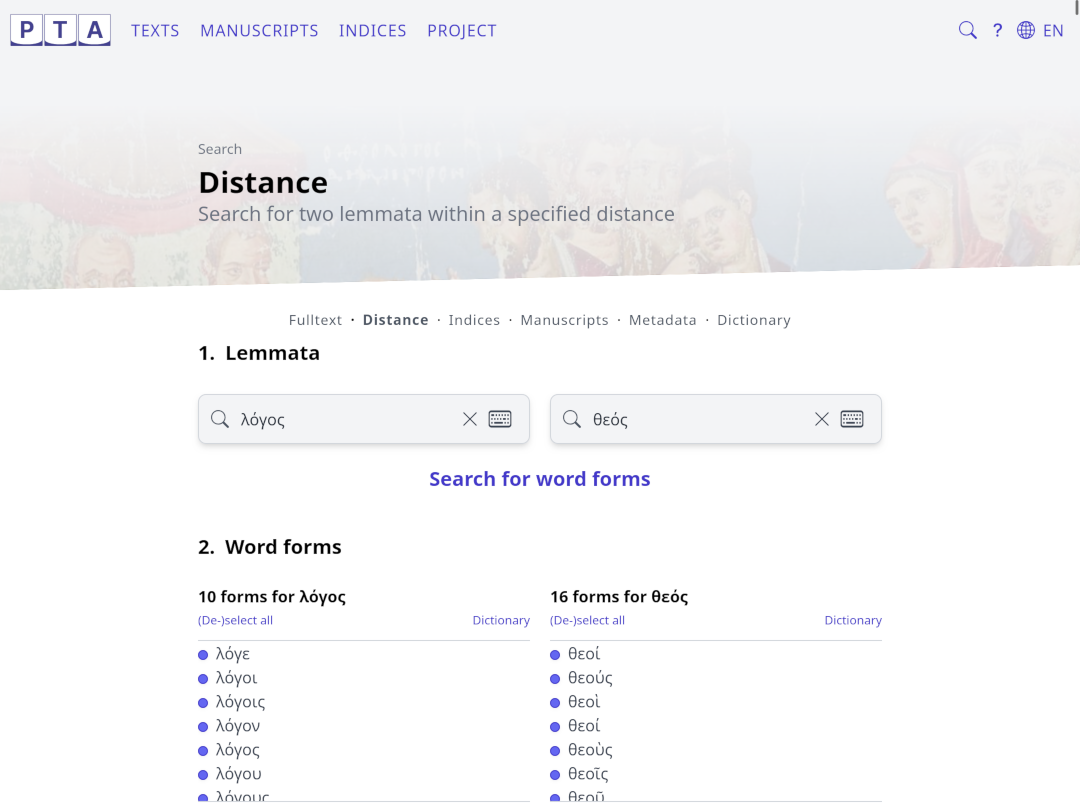 P T A TEXTS MANUSCRIPTS INDICES PROJECT ? EN
Search
Distance
Search for two lemmata within a specified distance
Fulltext · Distance · Indices · Manuscripts · Metadata · Dictionary
1. Lemmata
λόγος
θεός
Search for word forms
2. Word forms
10 forms for λόγος
(De-)select all Dictionary
λόγε
λόγοι
λόγοις
λόγον
λόγος
λόγου
λόγους
16 forms for θεός
(De-)select all Dictionary
θεοί
θεούς
θεοὶ
θεοί
θεοὺς
θεοῖς
θεοῦ